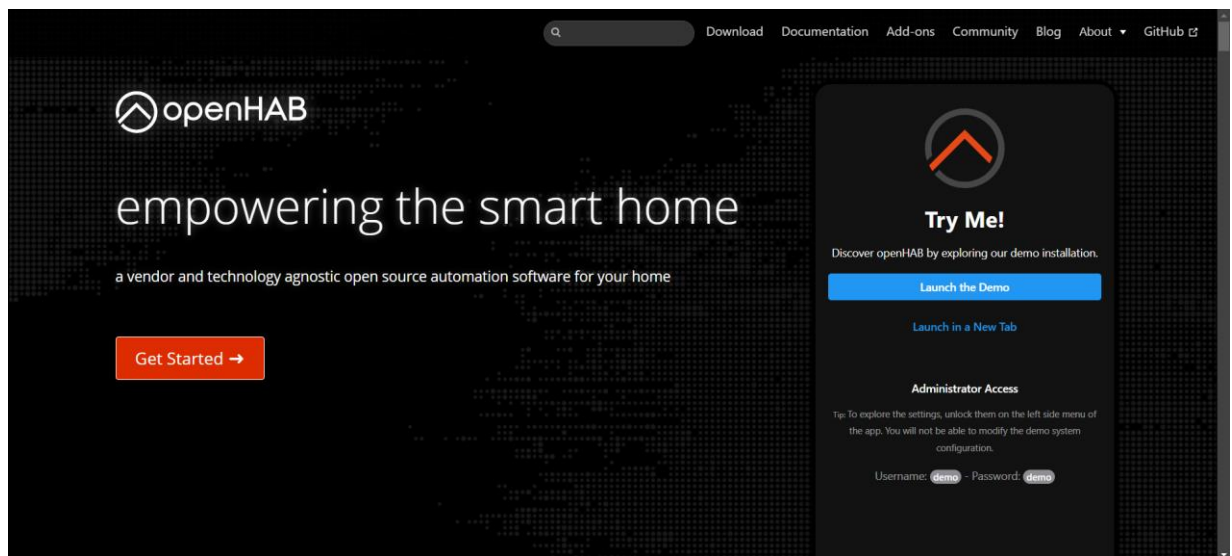 Download Documentation Add-ons Community Blog About GitHub
openHAB
empowering the smart home
a vendor and technology agnostic open source automation software for your home
Get Started →
Try Me!
Discover openHAB by exploring our demo installation.
Launch the Demo
Launch in a New Tab
Administrator Access
Tip: To explore the settings, unlock them on the left side menu of
the app. You will not be able to modify the demo system
configuration.
Username: demo - Password: demo